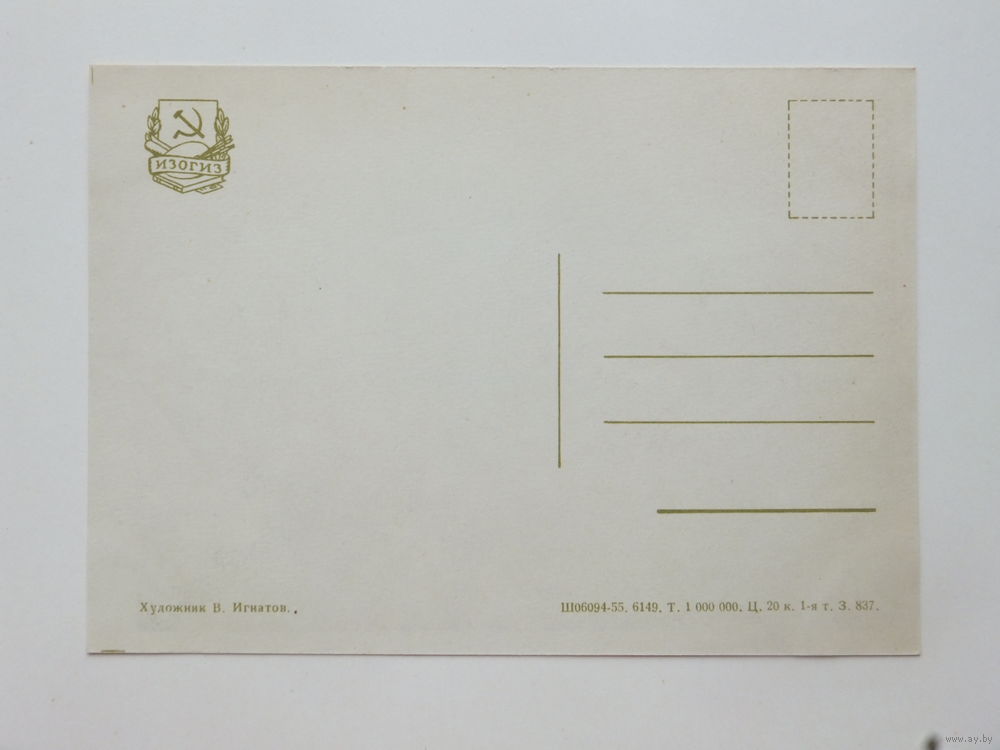 ИЗОГИЗ
Художник В. Игнатов.
Ш06094-55. 6149. Т. 1 000 000. Ц. 20 к. 1-я т. З. 837.
www.ay.by